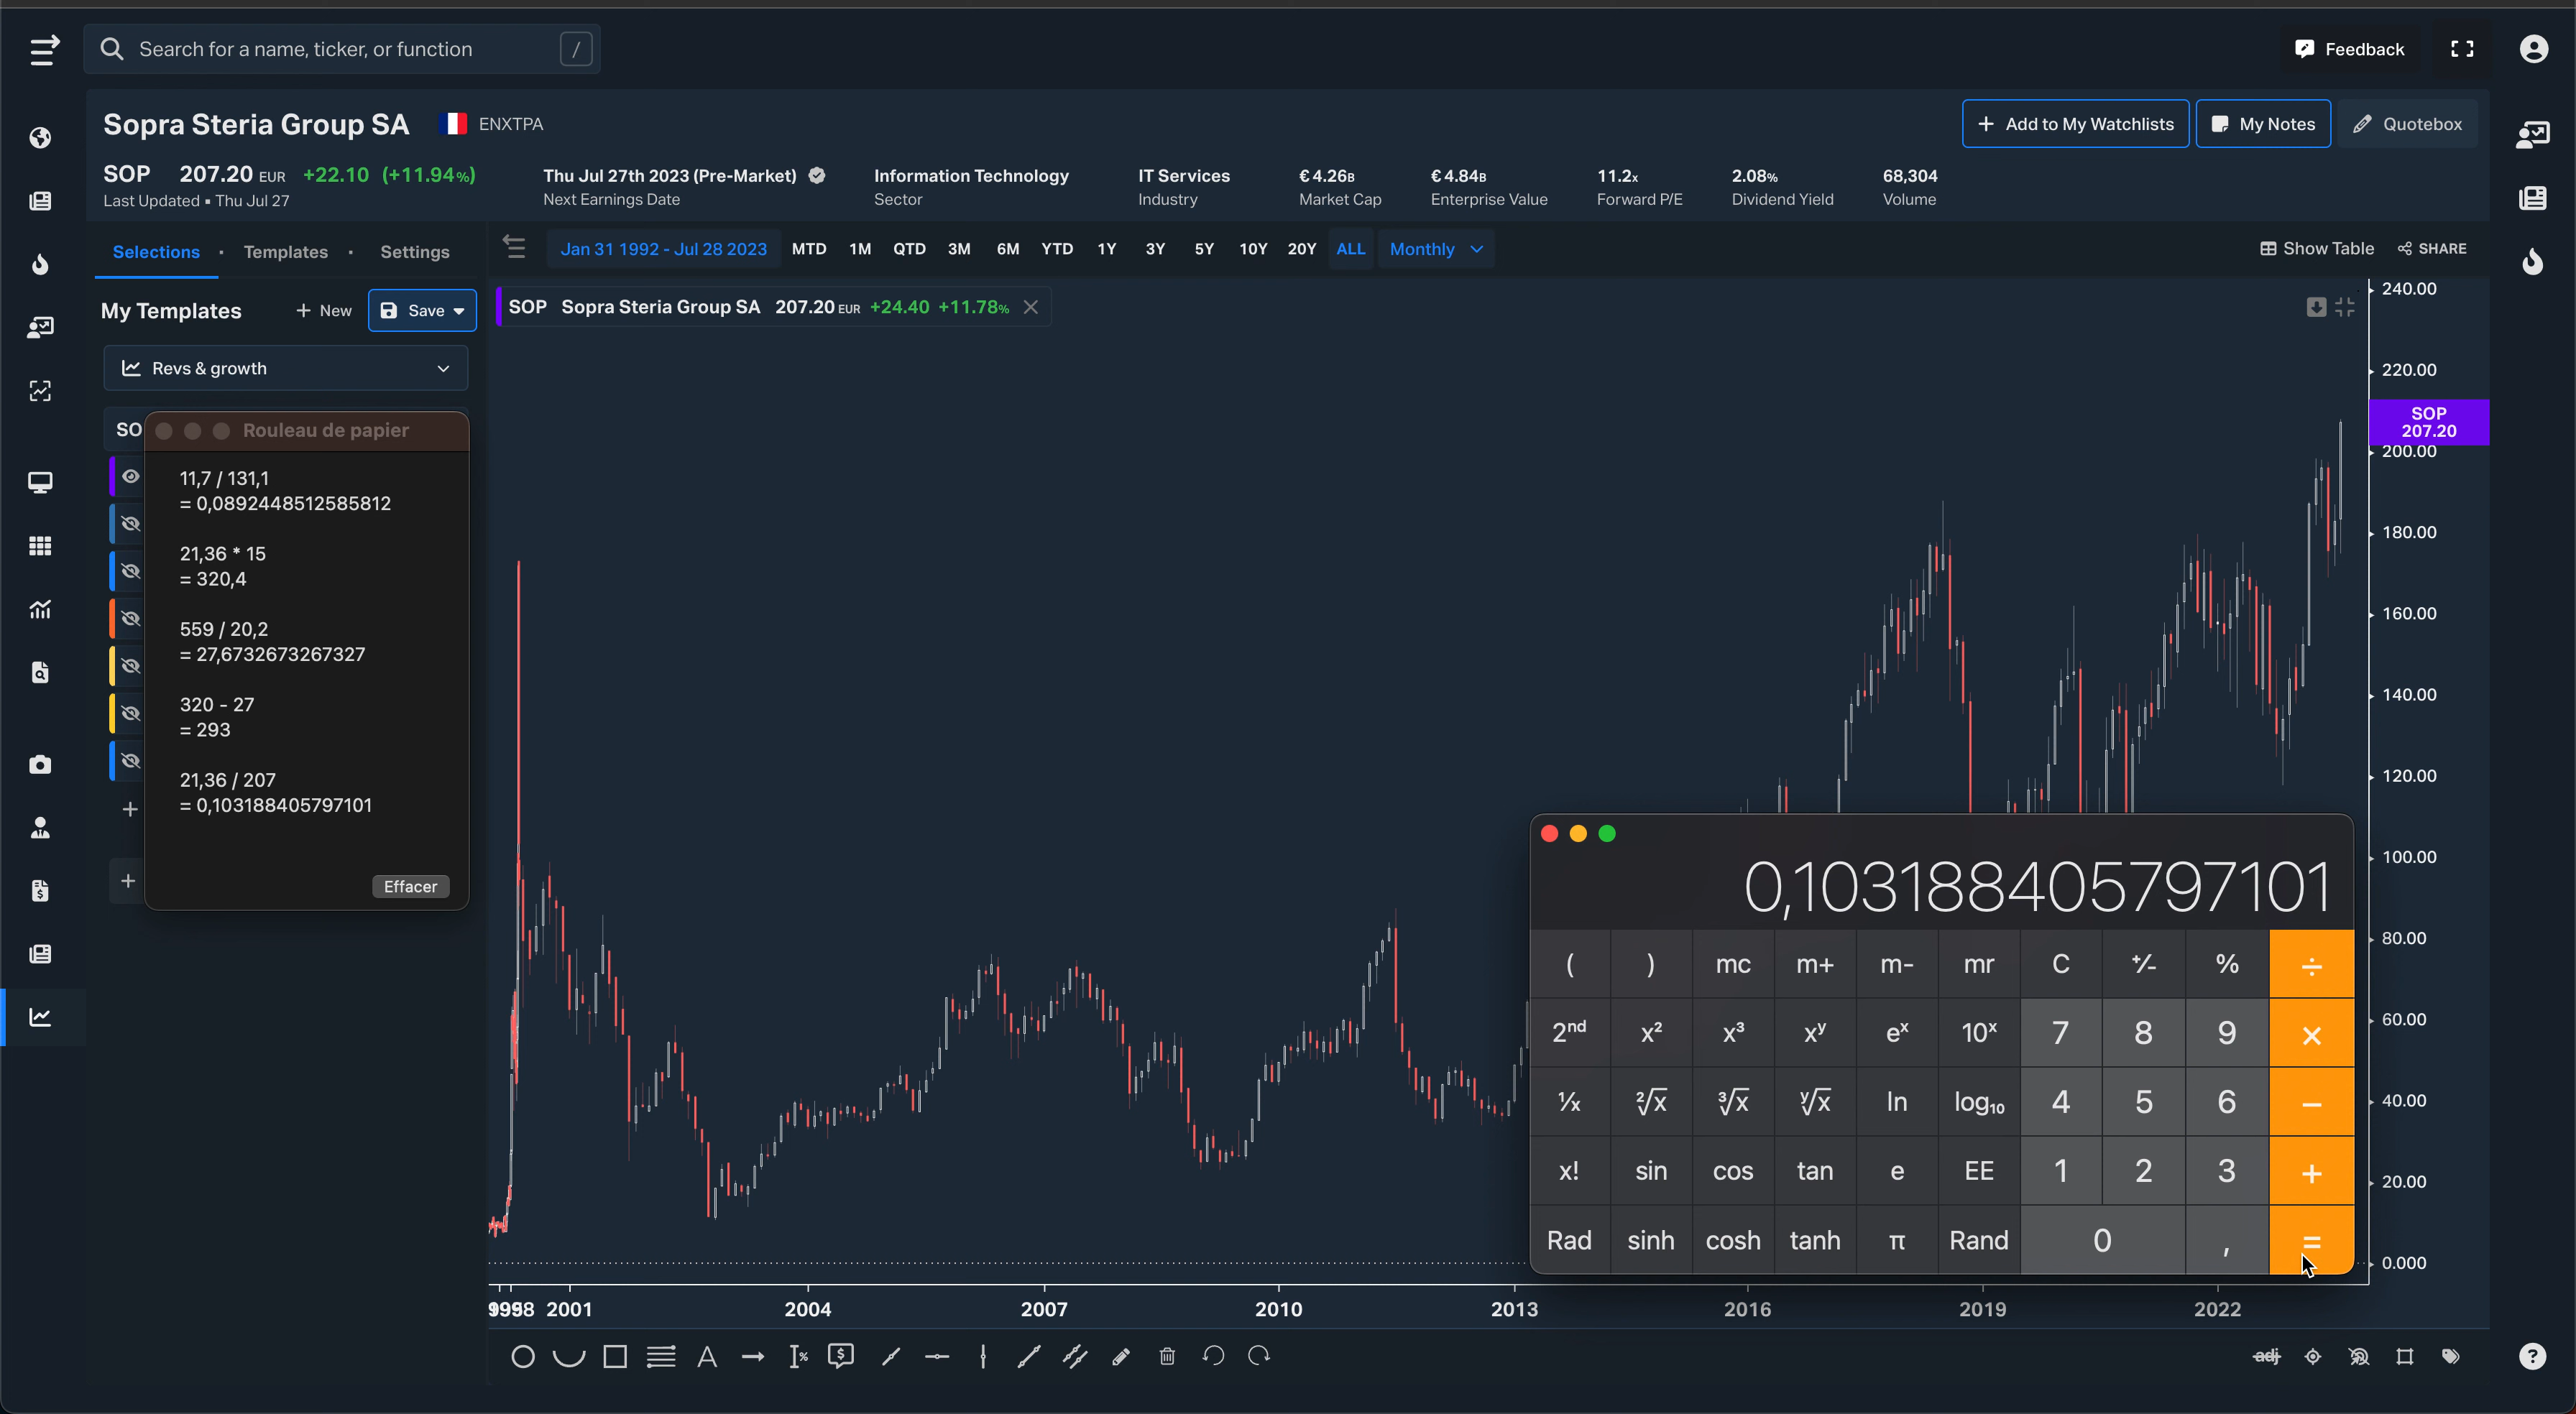 Search for a name, ticker, or function /
Feedback
Sopra Steria Group SA ENXTPA
+ Add to My Watchlists My Notes Quotebox
SOP 207.20 EUR +22.10 (+11.94%)
Last Updated ▪ Thu Jul 27
Thu Jul 27th 2023 (Pre-Market)
Next Earnings Date
Information Technology
Sector
IT Services
Industry
€4.26B
Market Cap
€4.84B
Enterprise Value
11.2x
Forward P/E
2.08%
Dividend Yield
68,304
Volume
Selections · Templates · Settings
Jan 31 1992 - Jul 28 2023 MTD 1M QTD 3M 6M YTD 1Y 3Y 5Y 10Y 20Y ALL Monthly
Show Table SHARE
My Templates + New Save
Revs & growth
SOP Sopra Steria Group SA 207.20 EUR +24.40 +11.78%
SO
Rouleau de papier
11,7 / 131,1
= 0,0892448512585812
21,36 * 15
= 320,4
559 / 20,2
= 27,6732673267327
320 - 27
= 293
21,36 / 207
= 0,103188405797101
Effacer
240.00
220.00
SOP
207.20
200.00
180.00
160.00
140.00
120.00
100.00
80.00
60.00
40.00
20.00
0.000
0,103188405797101
( ) mc m+ m- mr C +/- % ÷
2nd x² x³ xʸ eˣ 10ˣ 7 8 9 ×
1/x ²√x ³√x ʸ√x ln log₁₀ 4 5 6 −
x! sin cos tan e EE 1 2 3 +
Rad sinh cosh tanh π Rand 0 , =
1998 2001 2004 2007 2010 2013 2016 2019 2022
A
%
$
adj
?